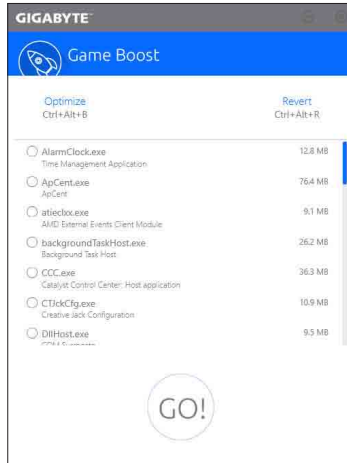 GIGABYTE™
Game Boost
Optimize
Ctrl+Alt+B
Revert
Ctrl+Alt+R
AlarmClock.exe 12.8 MB
Time Management Application
ApCent.exe 76.4 MB
ApCent
atieclxx.exe 9.1 MB
AMD External Events Client Module
backgroundTaskHost.exe 26.2 MB
Background Task Host
CCC.exe 36.3 MB
Catalyst Control Center: Host application
CTJckCfg.exe 10.9 MB
Creative Jack Configuration
DllHost.exe 9.5 MB
GO!